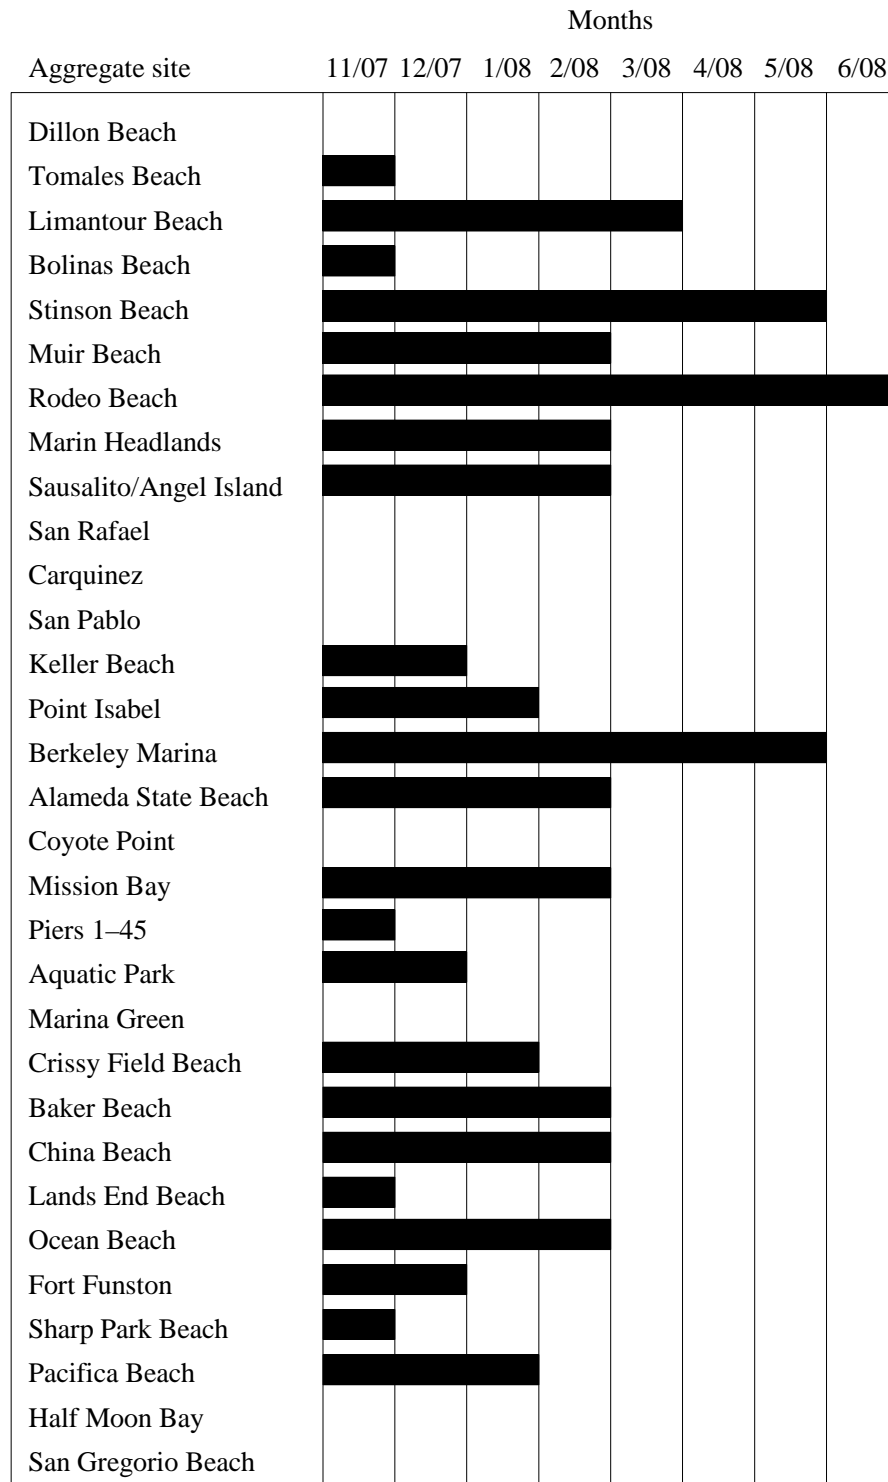 Months
Aggregate site 11/07 12/07 1/08 2/08 3/08 4/08 5/08 6/08
Dillon Beach
Tomales Beach
Limantour Beach
Bolinas Beach
Stinson Beach
Muir Beach
Rodeo Beach
Marin Headlands
Sausalito/Angel Island
San Rafael
Carquinez
San Pablo
Keller Beach
Point Isabel
Berkeley Marina
Alameda State Beach
Coyote Point
Mission Bay
Piers 1–45
Aquatic Park
Marina Green
Crissy Field Beach
Baker Beach
China Beach
Lands End Beach
Ocean Beach
Fort Funston
Sharp Park Beach
Pacifica Beach
Half Moon Bay
San Gregorio Beach